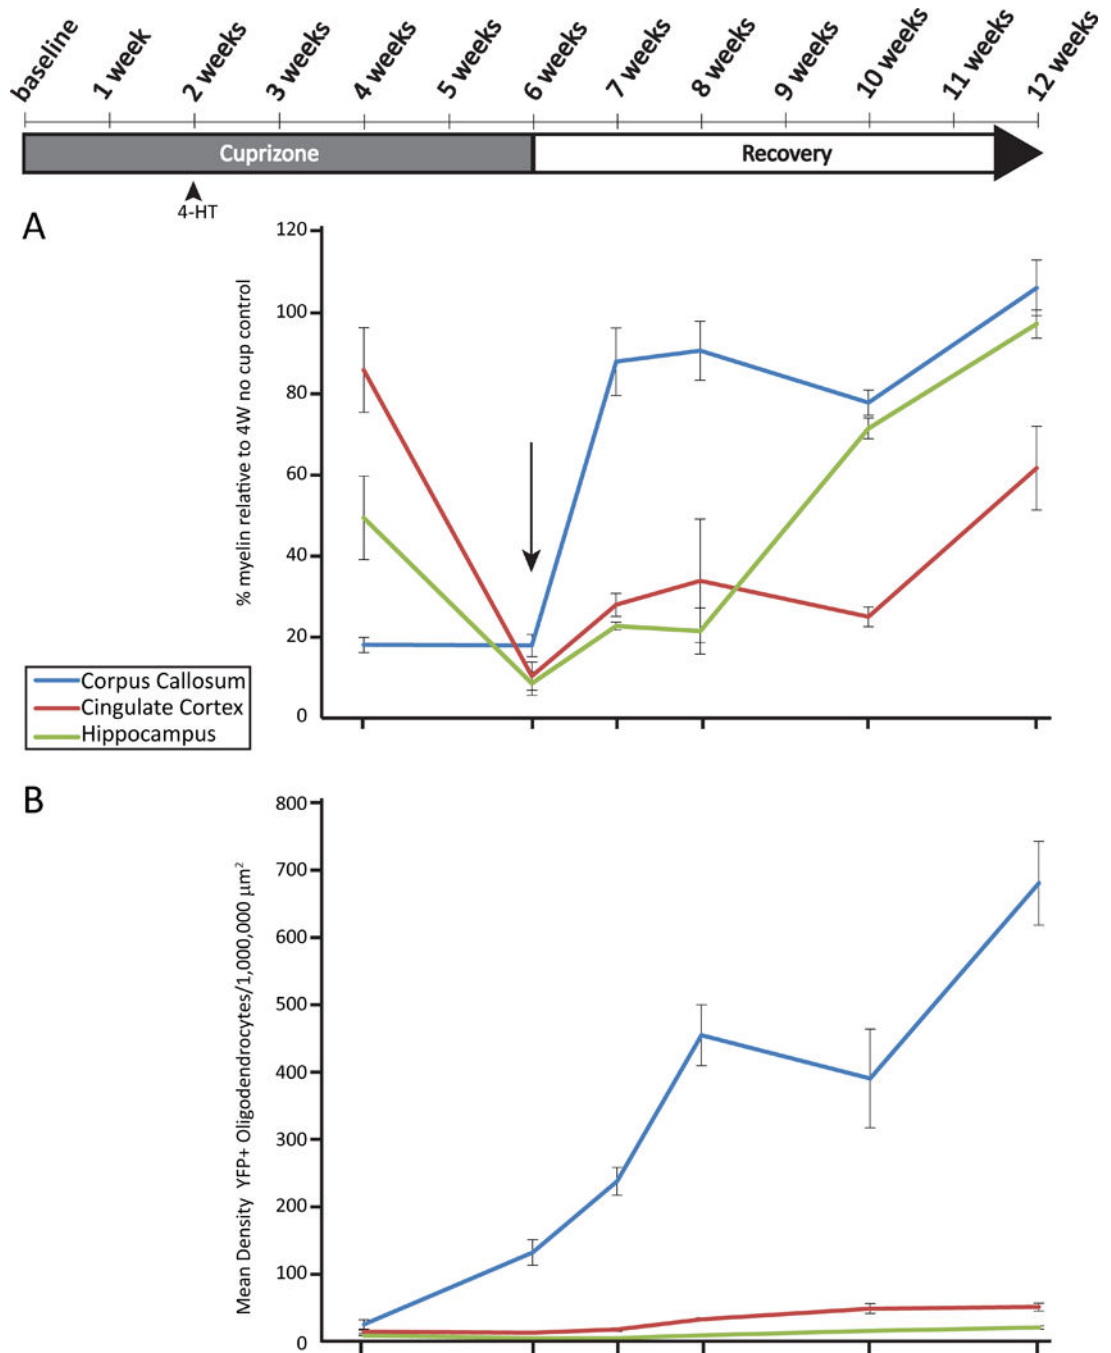 baseline
1 week
2 weeks
3 weeks
4 weeks
5 weeks
6 weeks
7 weeks
8 weeks
9 weeks
10 weeks
11 weeks
12 weeks
Cuprizone
Recovery
4-HT
A
% myelin relative to 4W no cup control
120
100
80
60
40
20
0
Corpus Callosum
Cingulate Cortex
Hippocampus
B
Mean Density YFP+ Oligodendrocytes/1,000,000 µm²
800
700
600
500
400
300
200
100
0